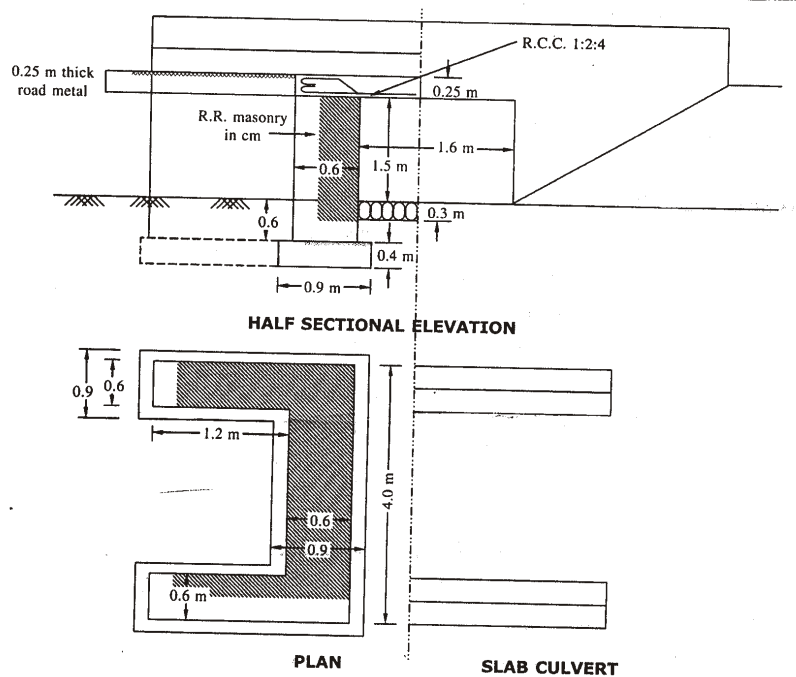 R.C.C. 1:2:4
0.25 m thick
road metal
0.25 m
R.R. masonry
in cm
1.6 m
0.6
1.5 m
0.6
0.3 m
0.4 m
0.9 m
HALF SECTIONAL ELEVATION
0.9
0.6
1.2 m
4.0 m
0.6
0.9
0.6 m
PLAN
SLAB CULVERT